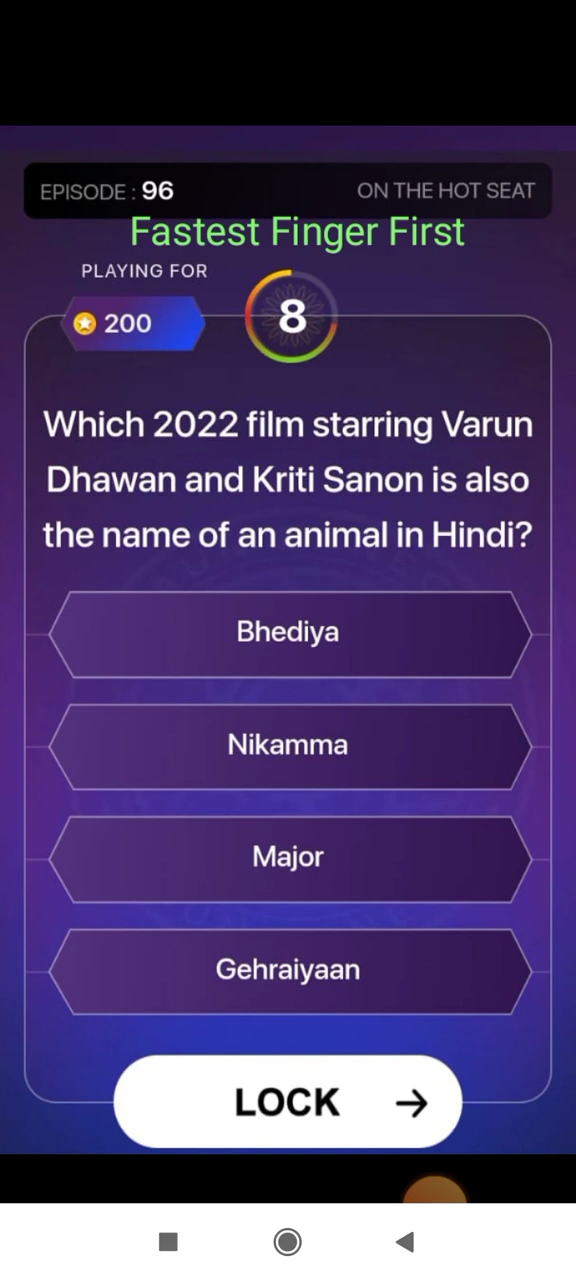 EPISODE : 96
ON THE HOT SEAT
Fastest Finger First
PLAYING FOR
200
8
Which 2022 film starring Varun
Dhawan and Kriti Sanon is also
the name of an animal in Hindi?
Bhediya
Nikamma
Major
Gehraiyaan
LOCK →